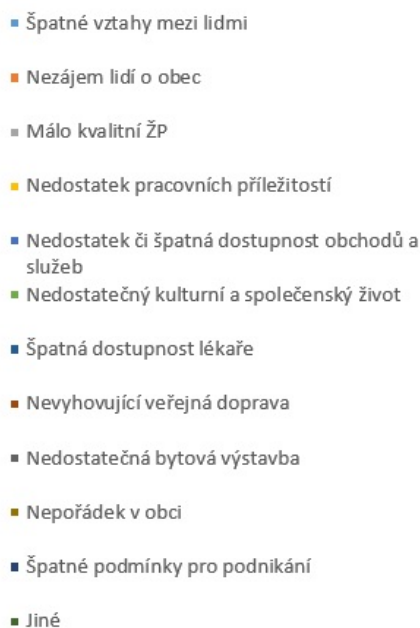 Špatné vztahy mezi lidmi
Nezájem lidí o obec
Málo kvalitní ŽP
Nedostatek pracovních příležitostí
Nedostatek či špatná dostupnost obchodů a
služeb
Nedostatečný kulturní a společenský život
Špatná dostupnost lékaře
Nevyhovující veřejná doprava
Nedostatečná bytová výstavba
Nepořádek v obci
Špatné podmínky pro podnikání
Jiné